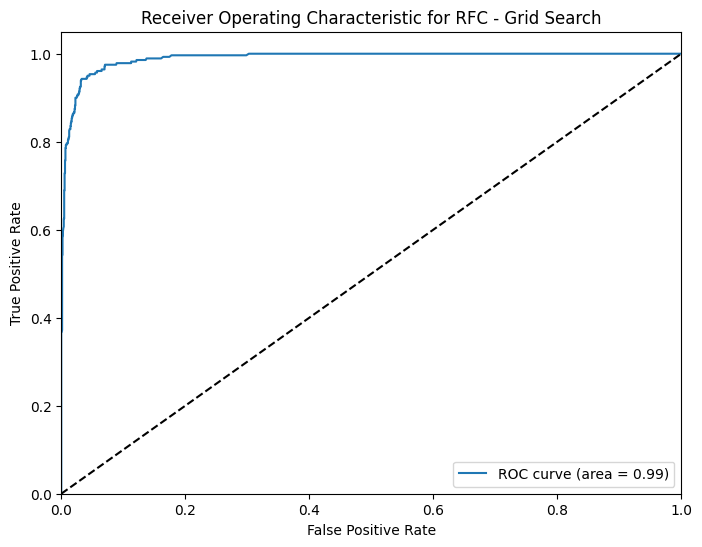 Receiver Operating Characteristic for RFC - Grid Search
1.0
0.8
0.6
0.4
0.2
0.0
True Positive Rate
ROC curve (area = 0.99)
0.0 0.2 0.4 0.6 0.8 1.0
False Positive Rate